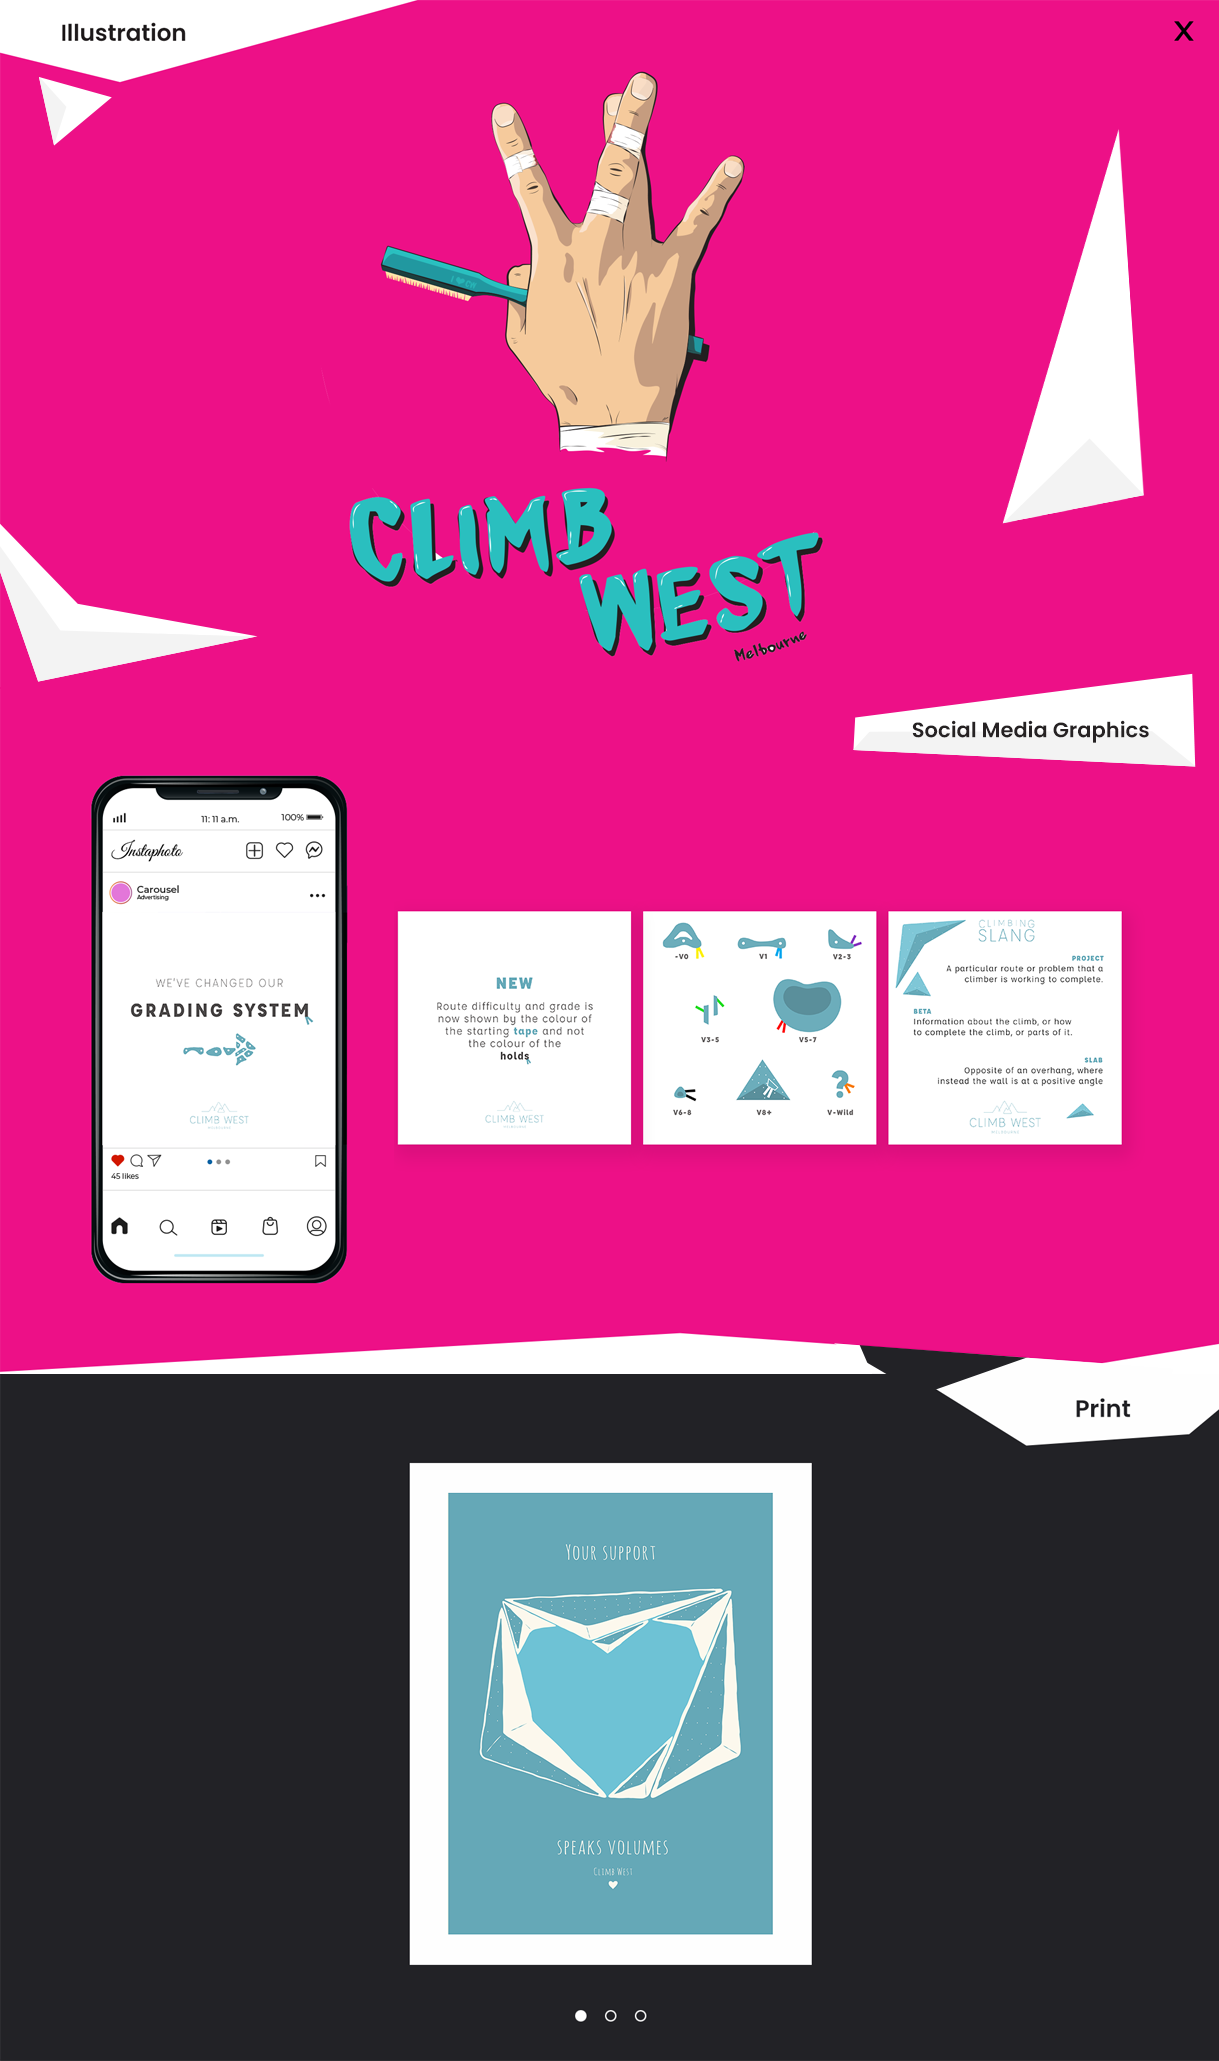 Illustration
X
CLIMB
WEST
Melbourne
Social Media Graphics
11:11 a.m.
100%
Instaphoto
Carousel
Advertising
WE'VE CHANGED OUR
GRADING SYSTEM
CLIMB WEST
MELBOURNE
45 likes
NEW
Route difficulty and grade is
now shown by the colour of
the starting tape and not
the colour of the
holds
CLIMB WEST
-V0
V1
V2-3
V3-5
V5-7
V6-8
V8+
V-Wild
CLIMBING
SLANG
PROJECT
A particular route or problem that a
climber is working to complete.
BETA
Information about the climb, or how
to complete the climb, or parts of it.
SLAB
Opposite of an overhang, where
instead the wall is at a positive angle
CLIMB WEST
MELBOURNE
Print
YOUR SUPPORT
SPEAKS VOLUMES
CLIMB WEST